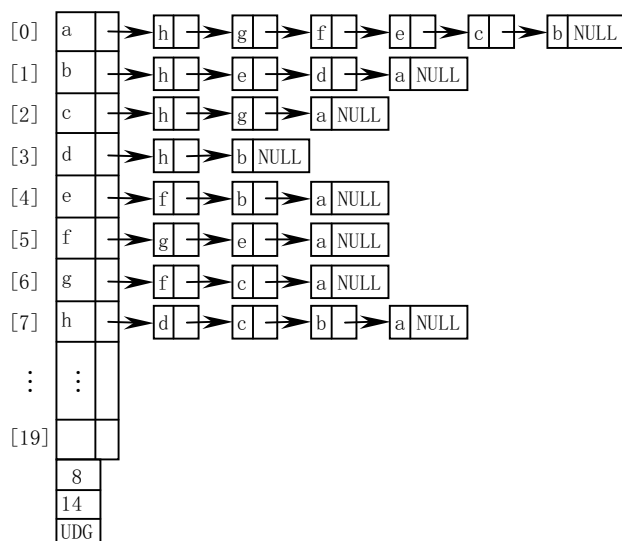 [0] a h g f e c b NULL
[1] b h e d a NULL
[2] c h g a NULL
[3] d h b NULL
[4] e f b a NULL
[5] f g e a NULL
[6] g f c a NULL
[7] h d c b a NULL
⋮ ⋮
[19]
8
14
UDG